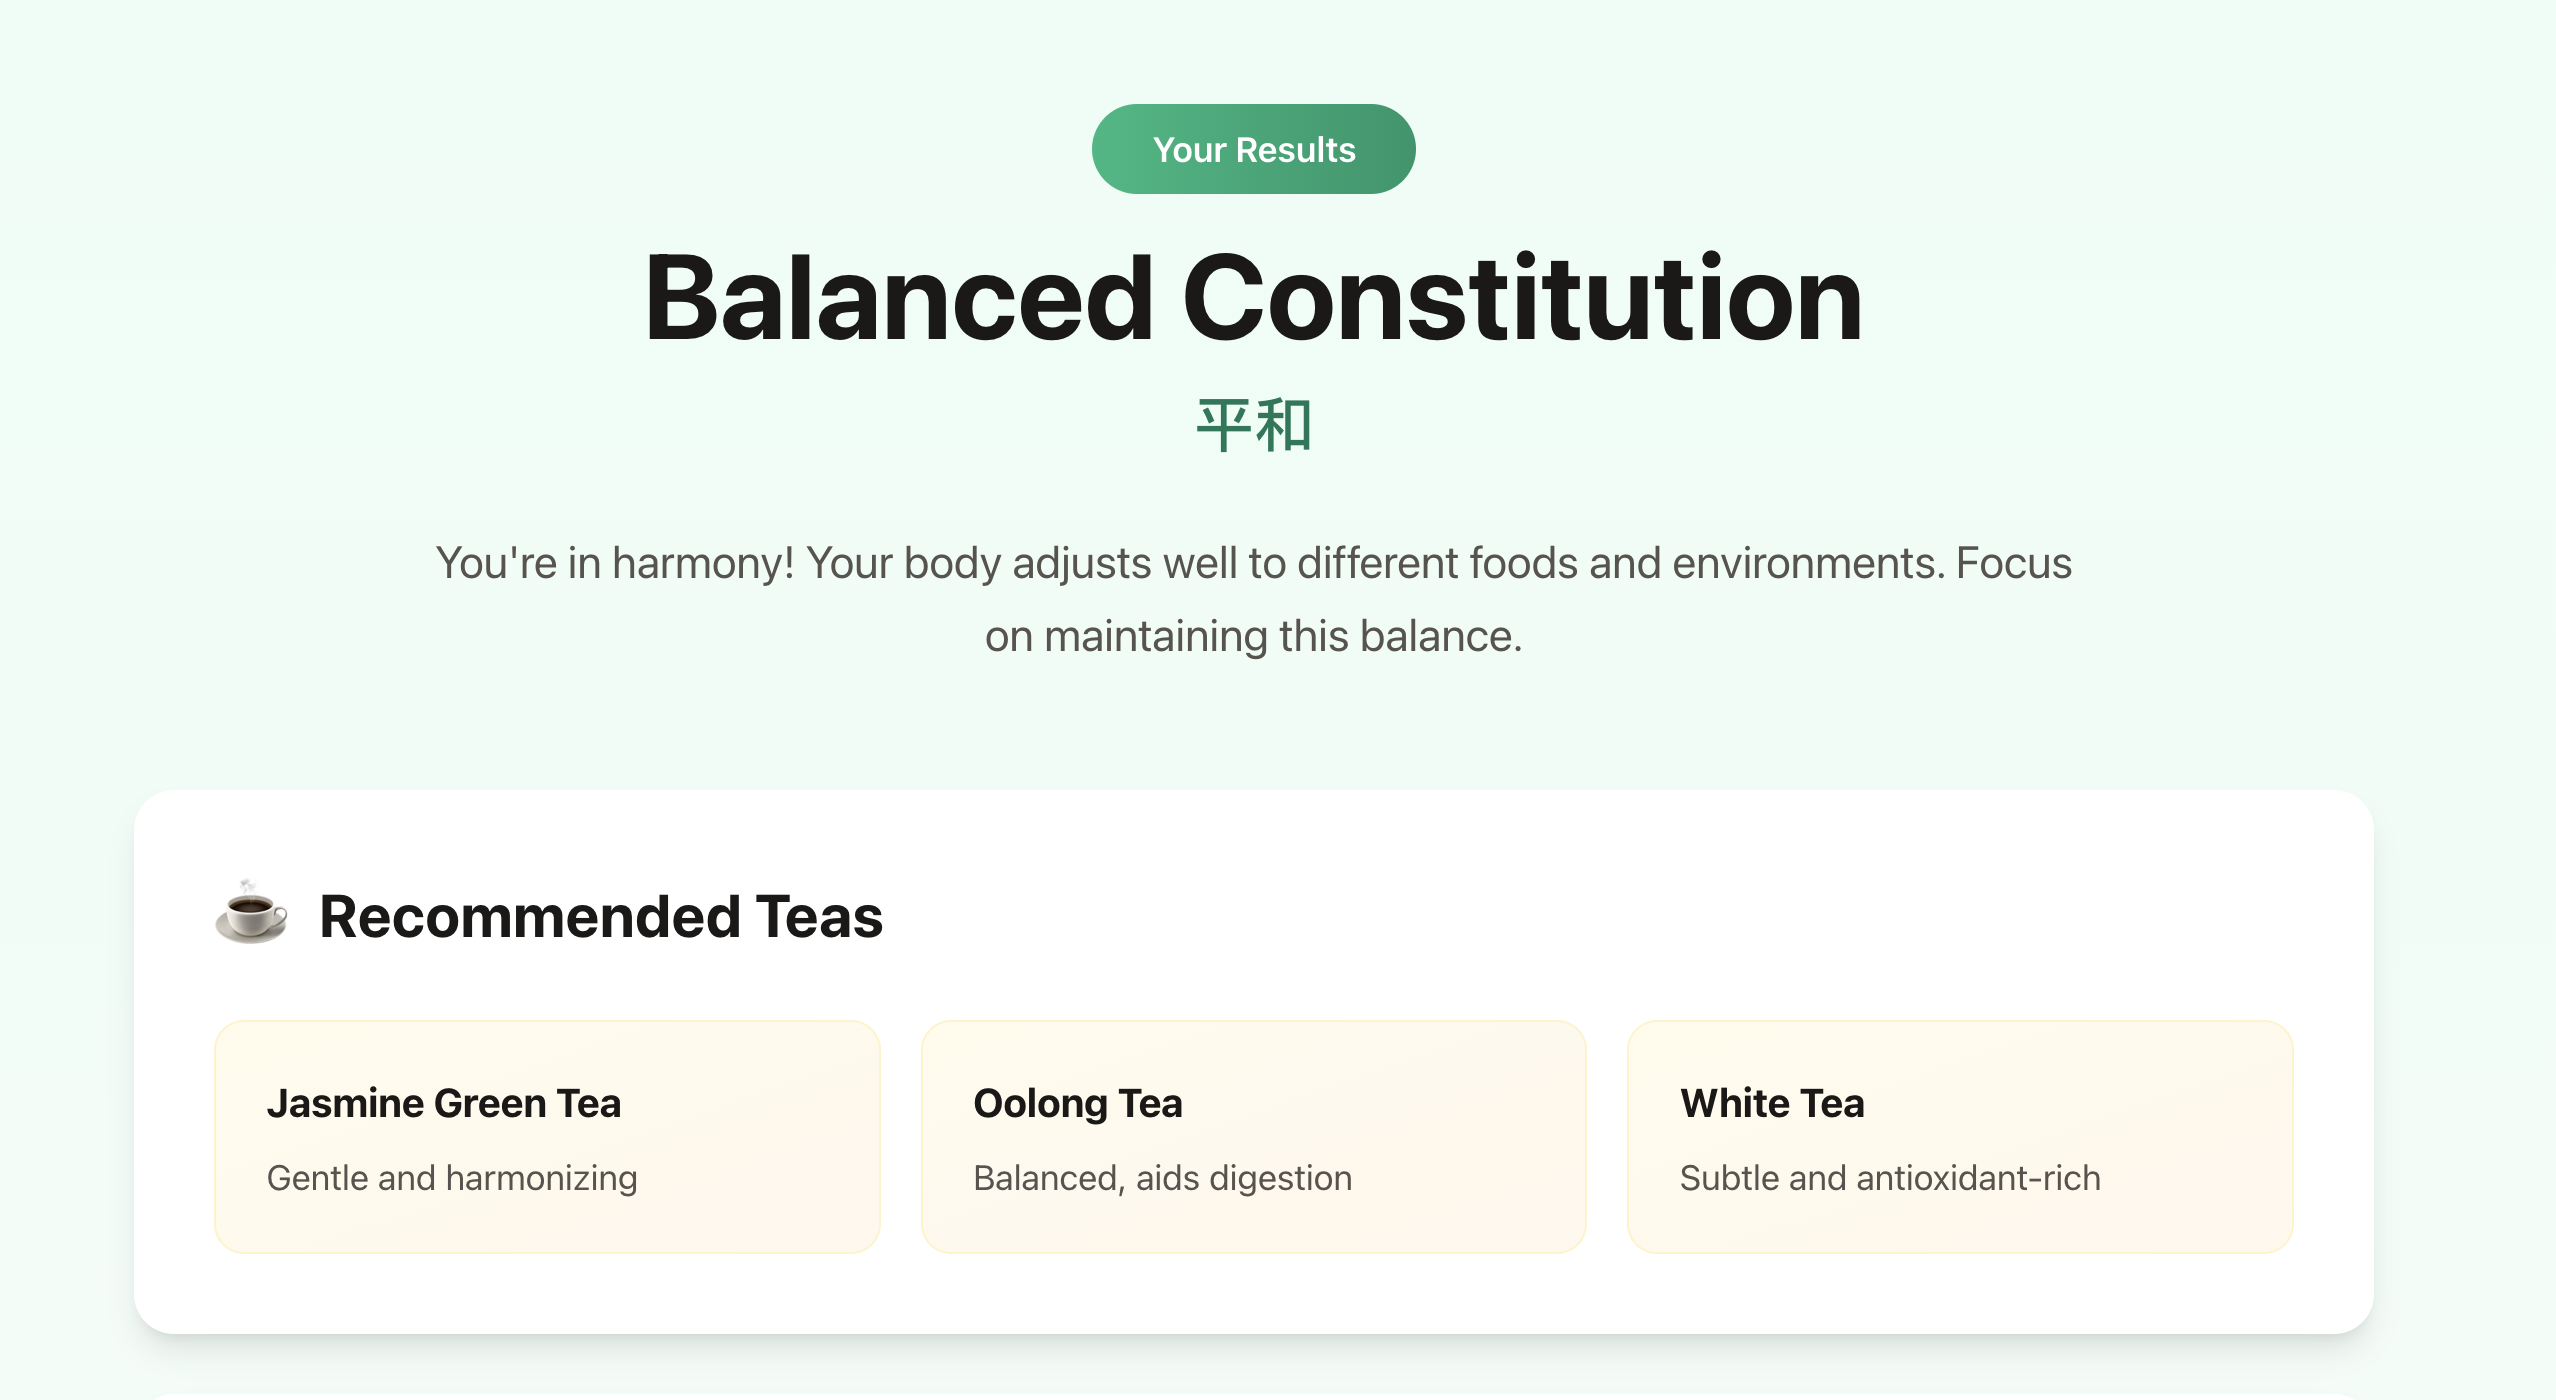 Your Results
Balanced Constitution
平和
You're in harmony! Your body adjusts well to different foods and environments. Focus
on maintaining this balance.
Recommended Teas
Jasmine Green Tea
Gentle and harmonizing
Oolong Tea
Balanced, aids digestion
White Tea
Subtle and antioxidant-rich